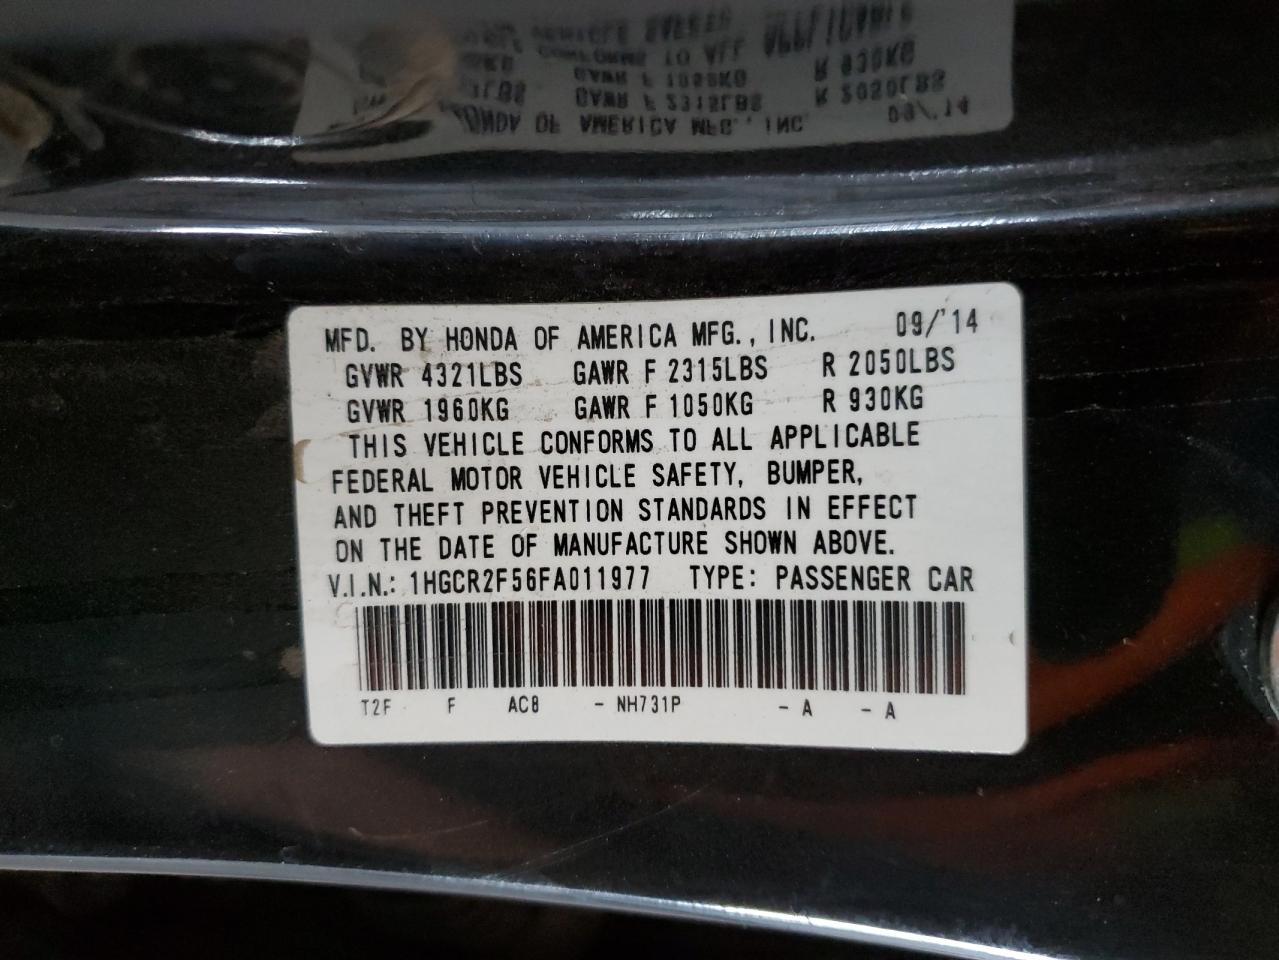 MFD. BY HONDA OF AMERICA MFG., INC. 09/'14
GVWR 4321LBS GAWR F 2315LBS R 2050LBS
GVWR 1960KG GAWR F 1050KG R 930KG
THIS VEHICLE CONFORMS TO ALL APPLICABLE
FEDERAL MOTOR VEHICLE SAFETY, BUMPER,
AND THEFT PREVENTION STANDARDS IN EFFECT
ON THE DATE OF MANUFACTURE SHOWN ABOVE.
V.I.N.: 1HGCR2F56FA011977 TYPE: PASSENGER CAR
T2F F AC8 - NH731P - A - A